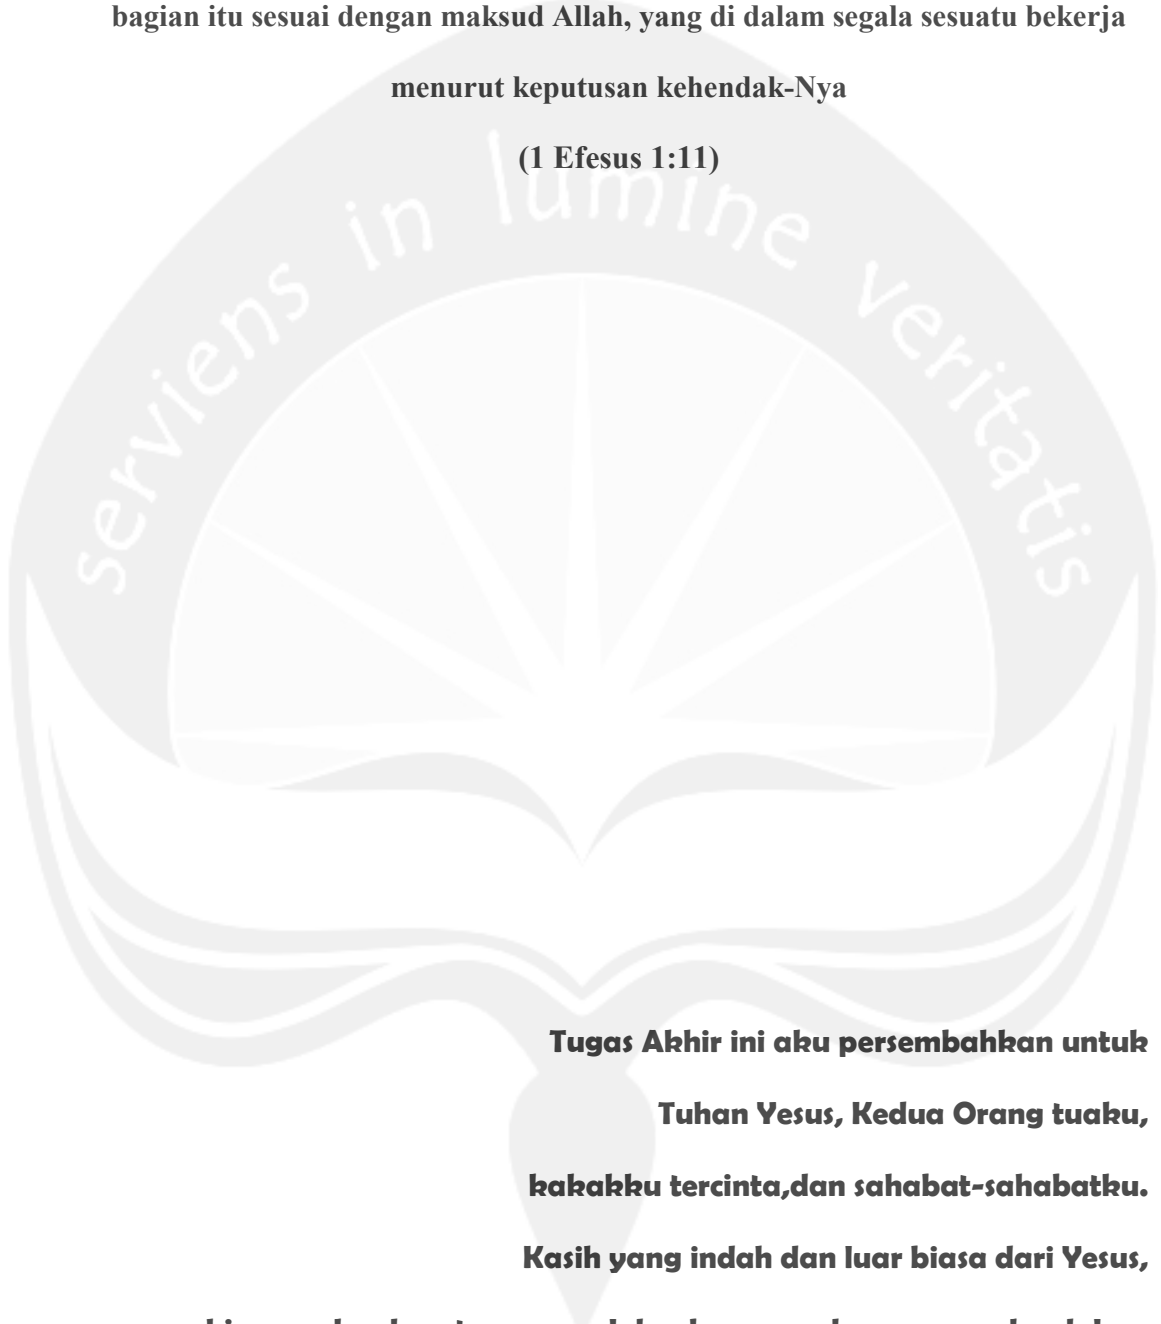 bagian itu sesuai dengan maksud Allah, yang di dalam segala sesuatu bekerja
menurut keputusan kehendak-Nya
(1 Efesus 1:11)
serviens in lumine veritatis
Tugas Akhir ini aku persembahkan untuk
Tuhan Yesus, Kedua Orang tuaku,
kakakku tercinta,dan sahabat-sahabatku.
Kasih yang indah dan luar biasa dari Yesus,